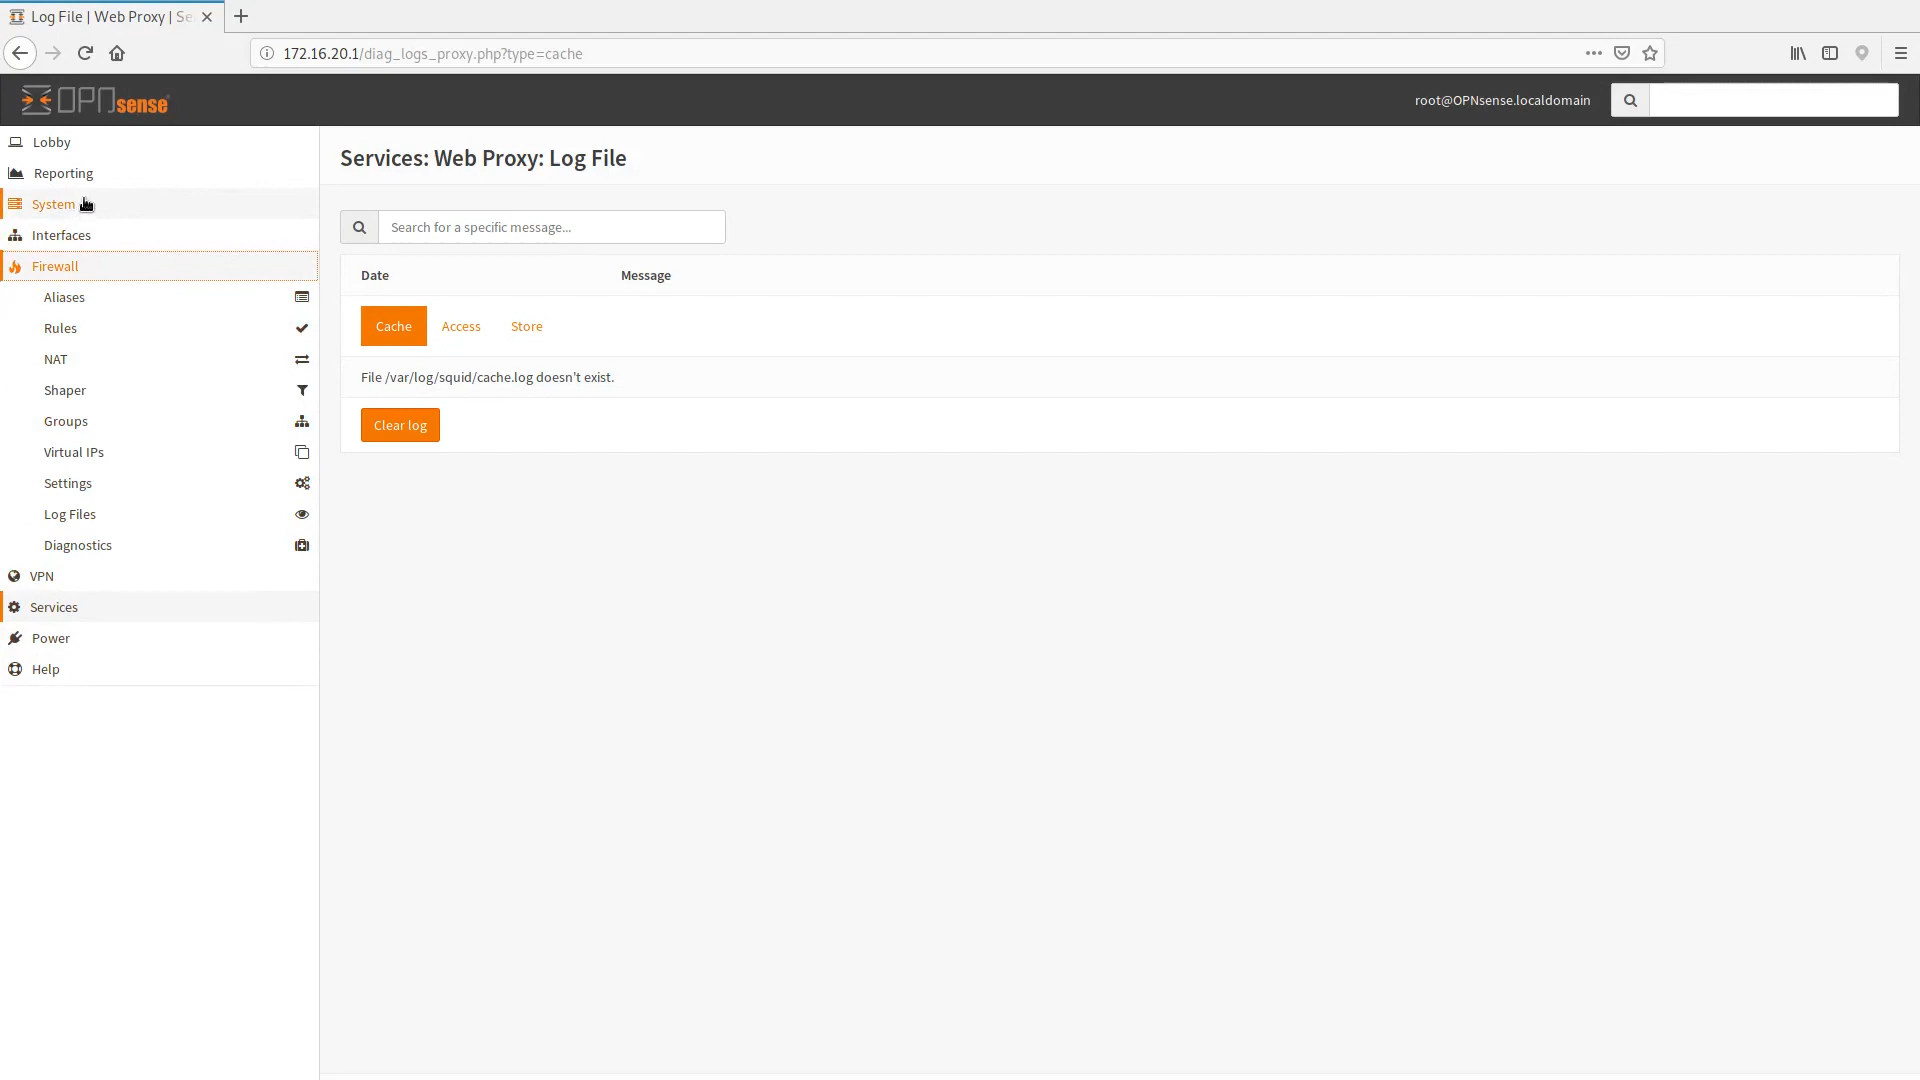 Log File | Web Proxy | Se
172.16.20.1/diag_logs_proxy.php?type=cache
OPNsense
root@OPNsense.localdomain
Lobby
Reporting
System
Interfaces
Firewall
Aliases
Rules
NAT
Shaper
Groups
Virtual IPs
Settings
Log Files
Diagnostics
VPN
Services
Power
Help
Services: Web Proxy: Log File
Search for a specific message...
Date Message
Cache Access Store
File /var/log/squid/cache.log doesn't exist.
Clear log